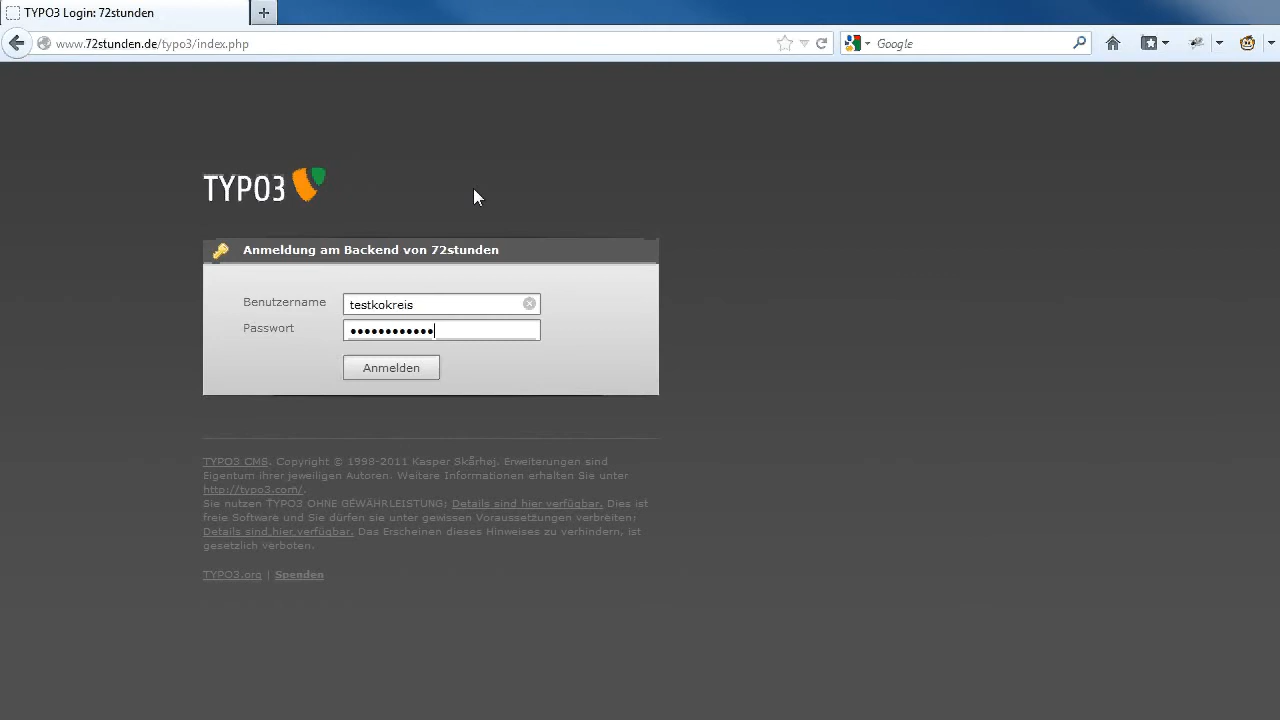 TYPO3 Login: 72stunden
www.72stunden.de/typo3/index.php
Google
TYPO3
Anmeldung am Backend von 72stunden
Benutzername
testkokreis
Passwort
Anmelden
TYPO3 CMS. Copyright © 1998-2011 Kasper Skårhøj. Erweiterungen sind
Eigentum ihrer jeweiligen Autoren. Weitere Informationen erhalten Sie unter
http://typo3.com/.
Sie nutzen TYPO3 OHNE GEWÄHRLEISTUNG; Details sind hier verfügbar. Dies ist
freie Software und Sie dürfen sie unter gewissen Voraussetzungen verbreiten;
Details sind hier verfügbar. Das Erscheinen dieses Hinweises zu verhindern, ist
gesetzlich verboten.
TYPO3.org | Spenden